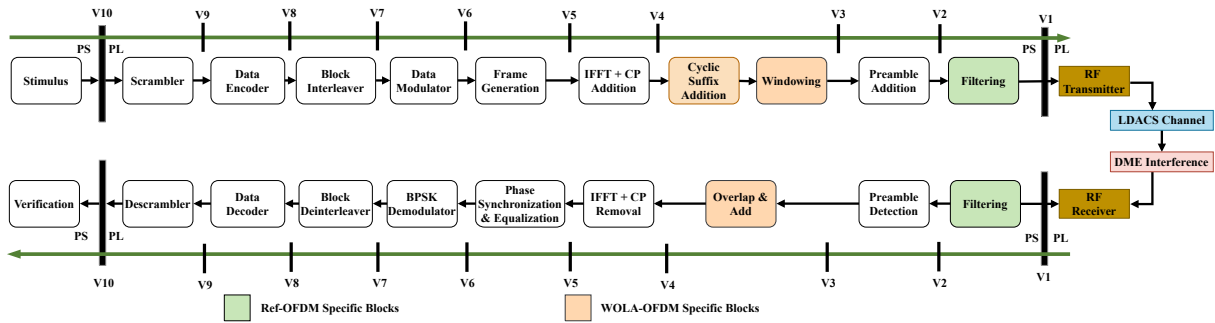 V10
V9
V8
V7
V6
V5
V4
V3
V2
V1
PS
PL
PS
PL
Stimulus
Scrambler
Data
Encoder
Block
Interleaver
Data
Modulator
Frame
Generation
IFFT + CP
Addition
Cyclic
Suffix
Addition
Windowing
Preamble
Addition
Filtering
RF
Transmitter
LDACS Channel
DME Interference
Verification
Descrambler
Data
Decoder
Block
Deinterleaver
BPSK
Demodulator
Phase
Synchronization
& Equalization
IFFT + CP
Removal
Overlap &
Add
Preamble
Detection
Filtering
RF
Receiver
PS
PL
PS
PL
V10
V9
V8
V7
V6
V5
V4
V3
V2
V1
Ref-OFDM Specific Blocks
WOLA-OFDM Specific Blocks